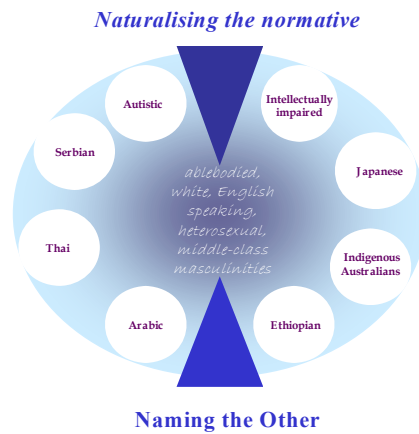 Naturalising the normative
Autistic
Intellectually
impaired
Serbian
Japanese
ablebodied,
white, English
speaking,
heterosexual,
middle-class
masculinities
Thai
Indigenous
Australians
Arabic
Ethiopian
Naming the Other